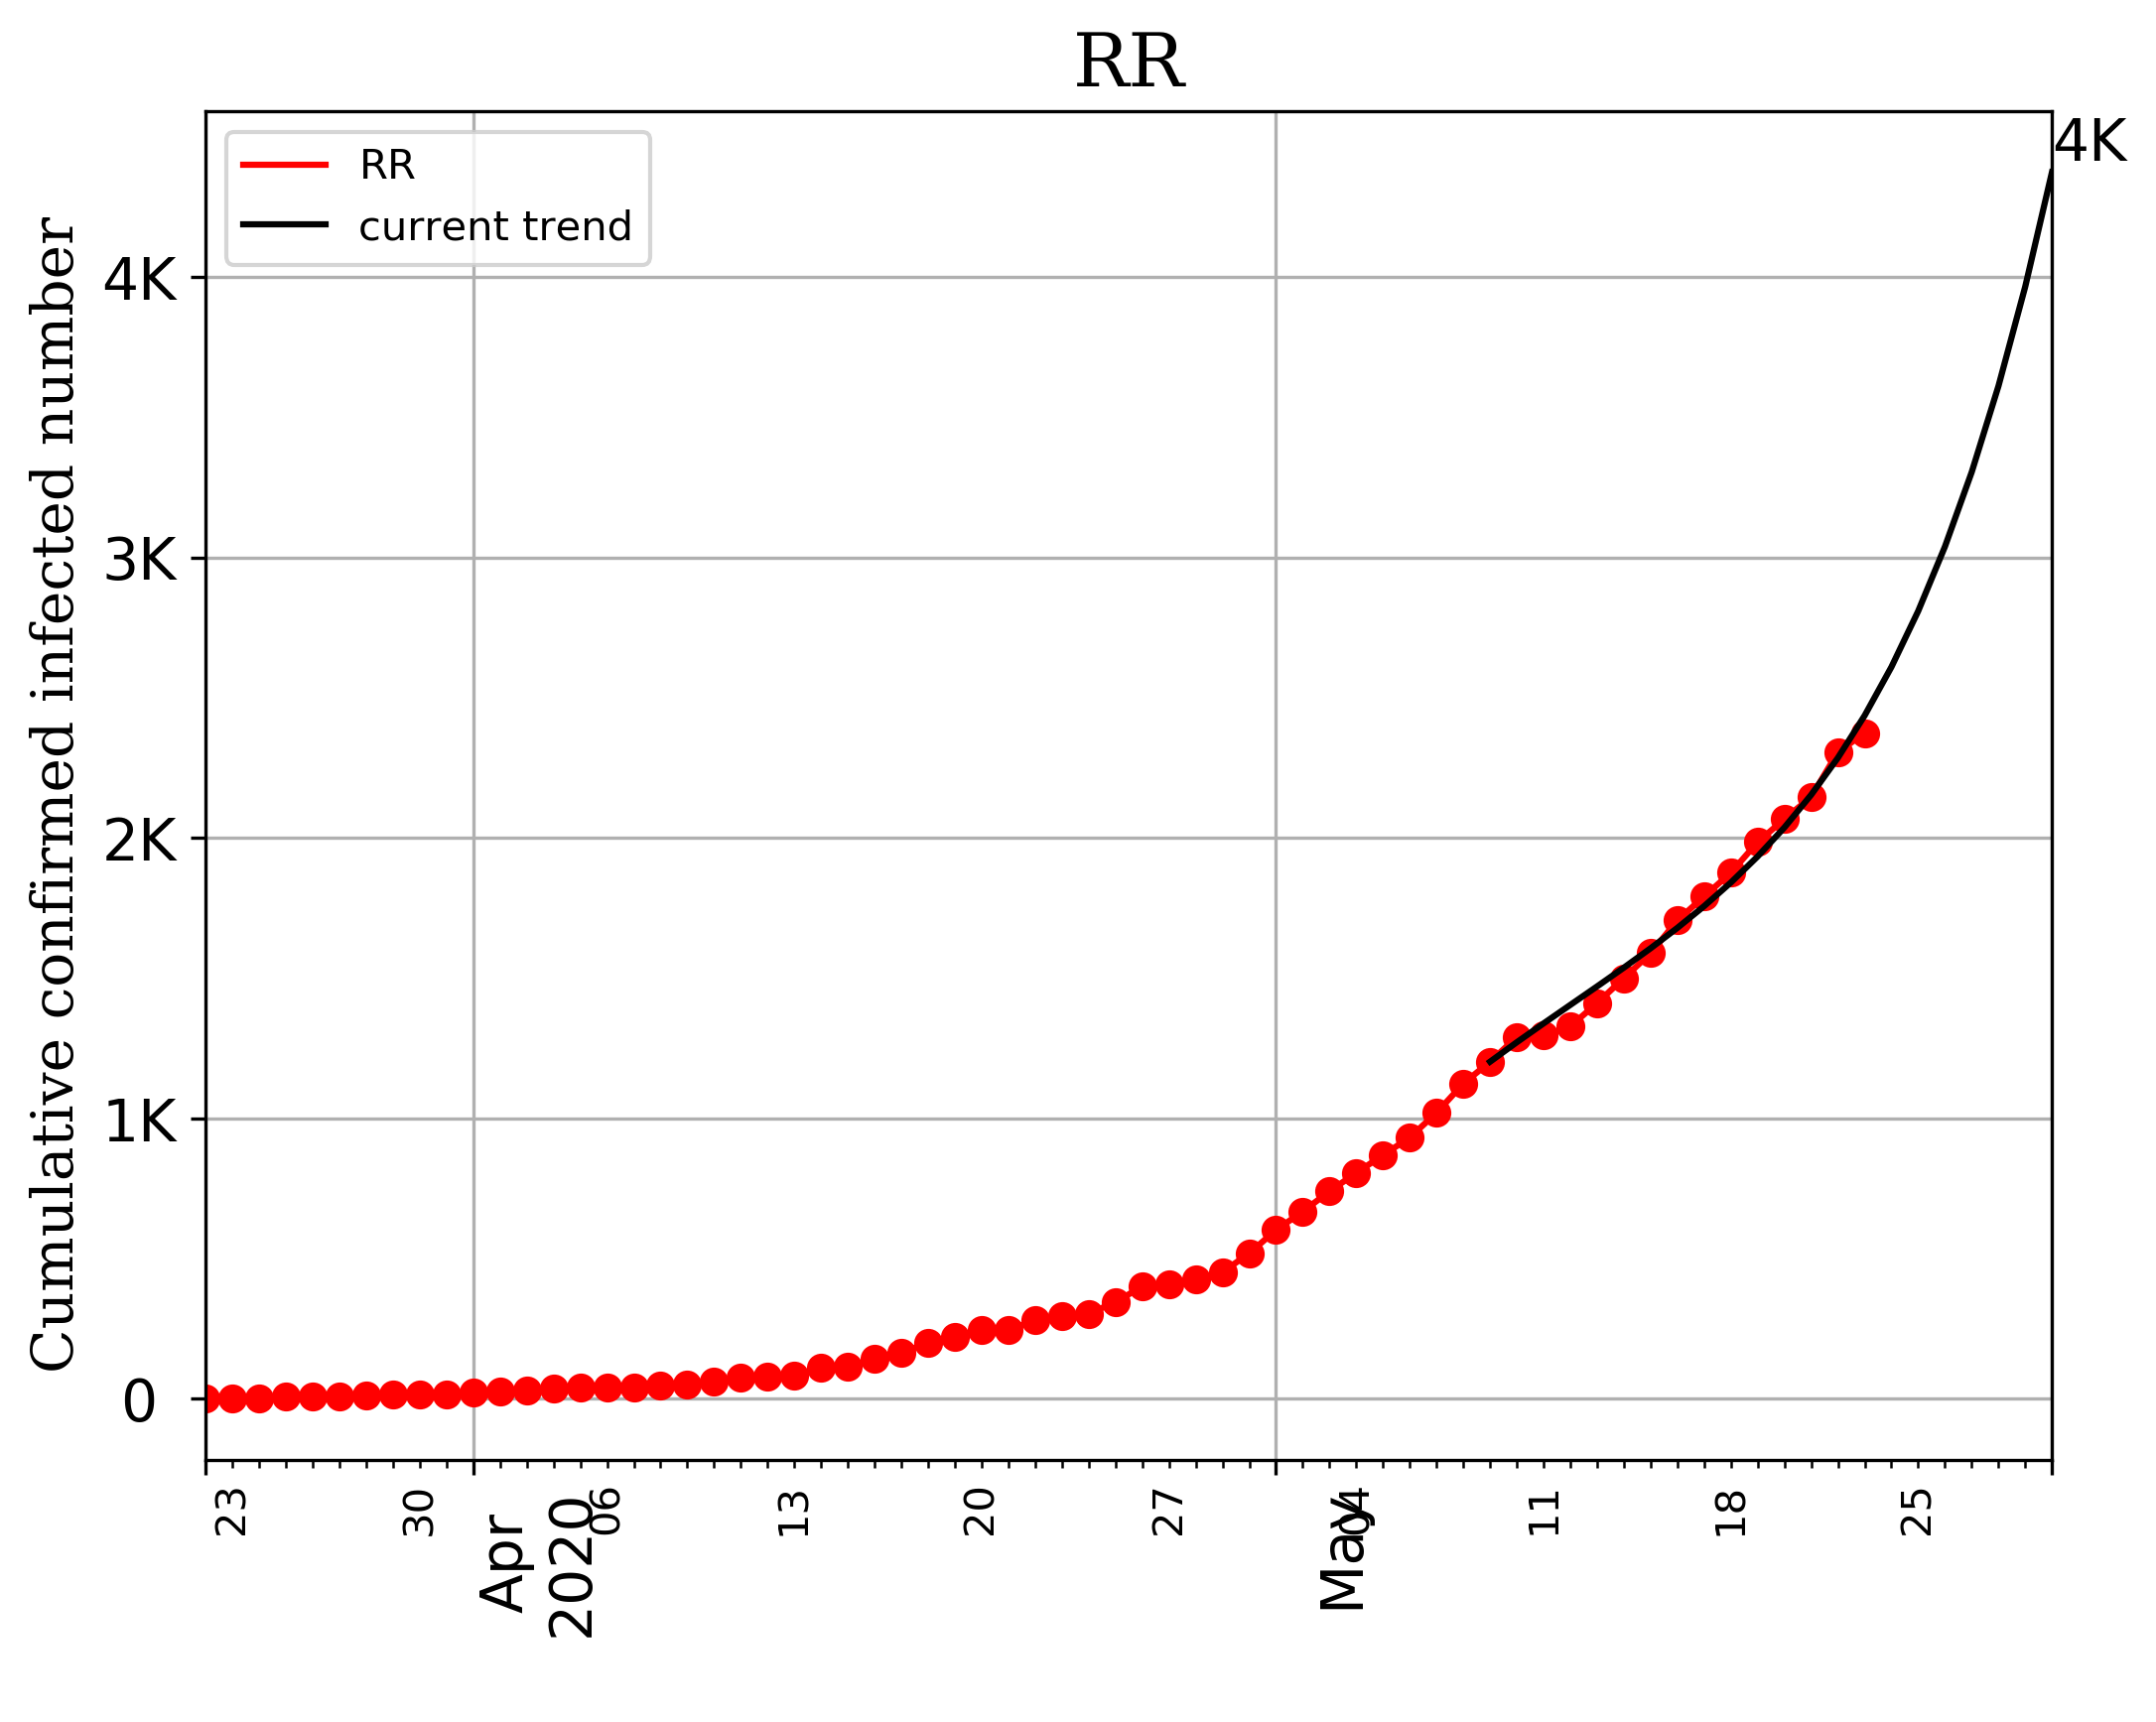 RR
4K
RR
current trend
Cumulative confirmed infected number
4K
3K
2K
1K
0
23
30
06
13
20
27
04
11
18
25
Apr
2020
May